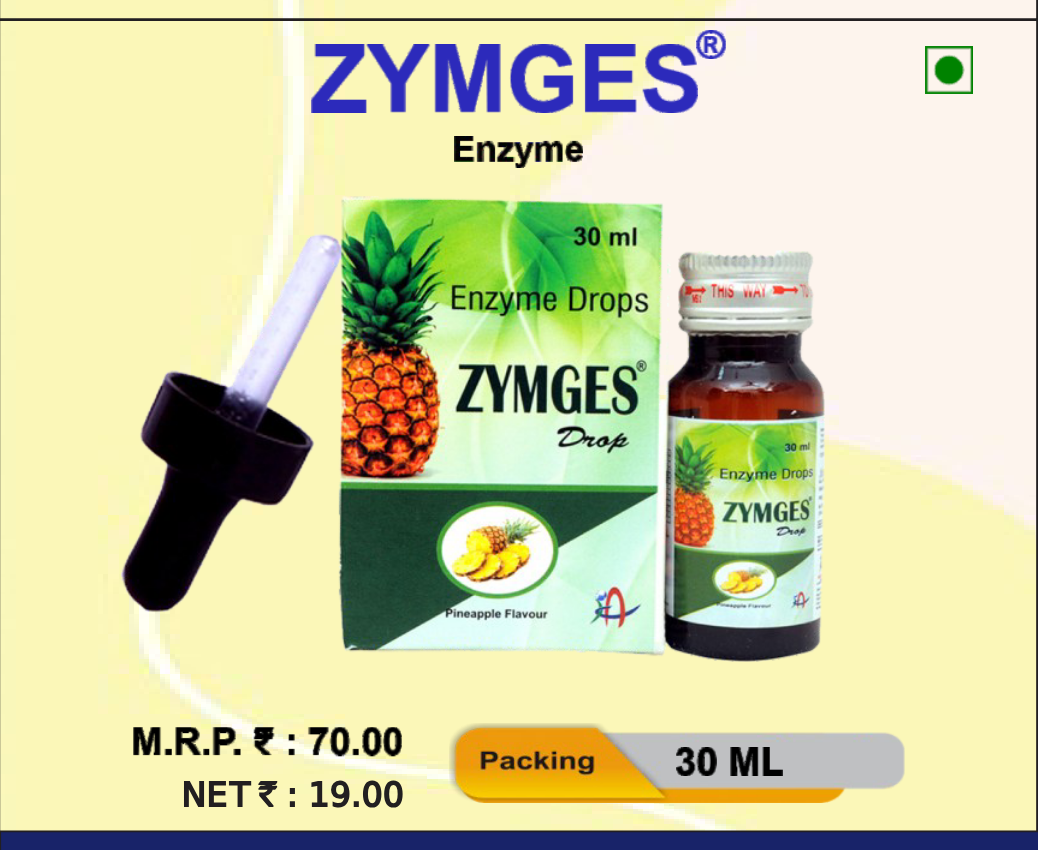 ZYMGES®
Enzyme
30 ml
Enzyme Drops
ZYMGES®
Drop
Pineapple Flavour
THIS WAY
30 ml
Enzyme Drops
ZYMGES®
Drop
Pineapple Flavour
M.R.P. ₹ : 70.00
NET ₹ : 19.00
Packing 30 ML